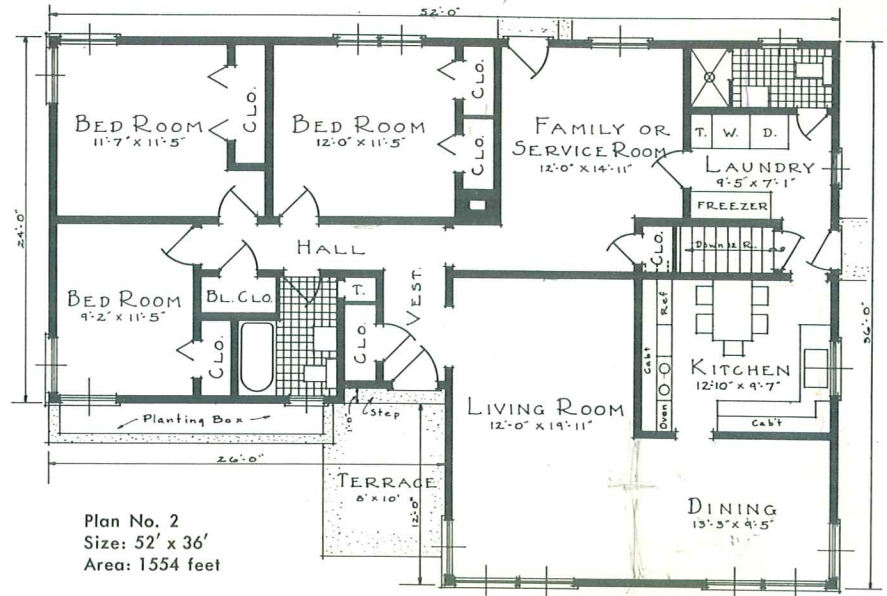 52'-0"
BED ROOM
11'-7" x 11'-5"
CLO.
BED ROOM
12'-0" x 11'-5"
CLO.
CLO.
FAMILY OR
SERVICE ROOM
12'-0" x 14'-11"
T. W. D.
LAUNDRY
9'-5" x 7'-1"
FREEZER
24'-0"
HALL
CLO.
Down 12 R.
BED ROOM
9'-2" x 11'-5"
BL. CLO.
CLO.
T.
CLO.
VEST.
Ref
Cab't
Oven
KITCHEN
12'-10" x 9'-7"
Cab't
36'-0"
LIVING ROOM
12'-0" x 19'-11"
Planting Box
1'-0"
Step
26'-0"
TERRACE
8' x 10'
12'-0"
DINING
13'-3" x 9'-5"
Plan No. 2
Size: 52' x 36'
Area: 1554 feet